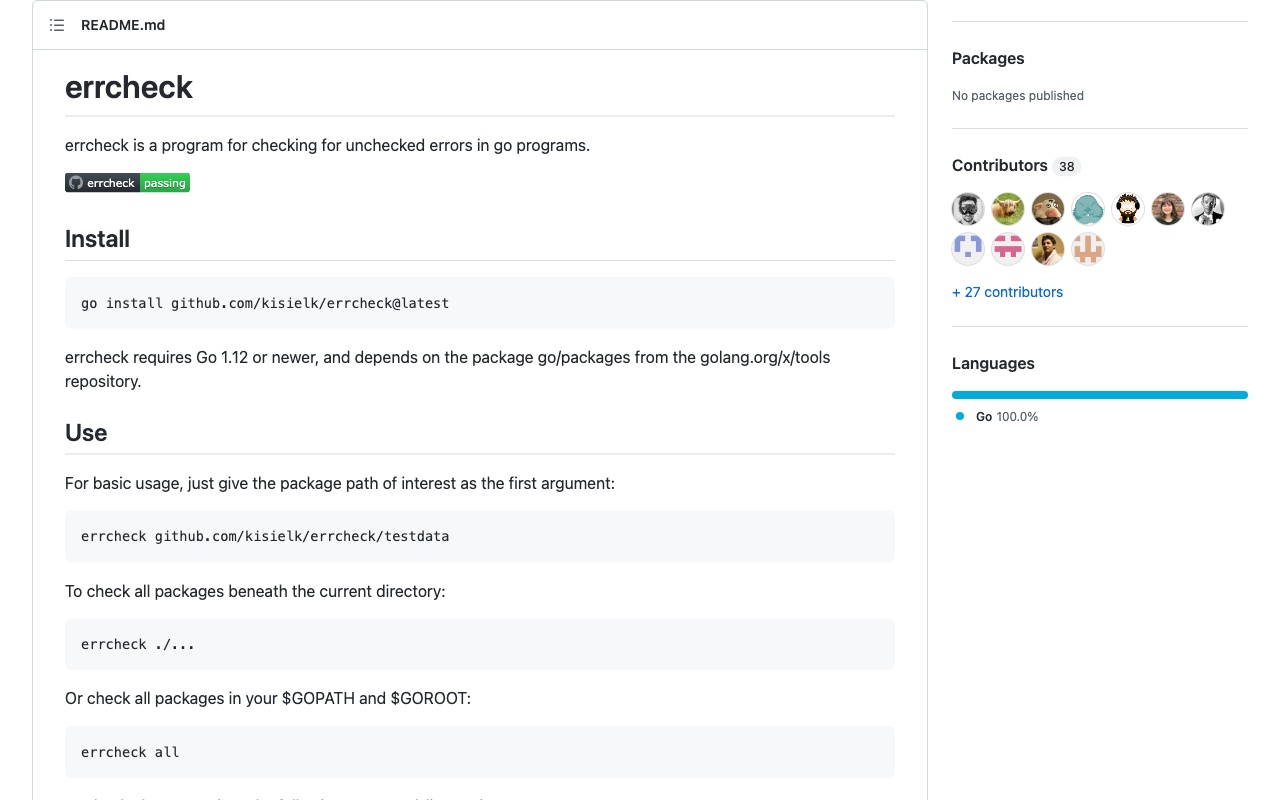 README.md
errcheck
errcheck is a program for checking for unchecked errors in go programs.
errcheck passing
Install
go install github.com/kisielk/errcheck@latest
errcheck requires Go 1.12 or newer, and depends on the package go/packages from the golang.org/x/tools
repository.
Use
For basic usage, just give the package path of interest as the first argument:
errcheck github.com/kisielk/errcheck/testdata
To check all packages beneath the current directory:
errcheck ./...
Or check all packages in your $GOPATH and $GOROOT:
errcheck all
Packages
No packages published
Contributors 38
+ 27 contributors
Languages
Go 100.0%